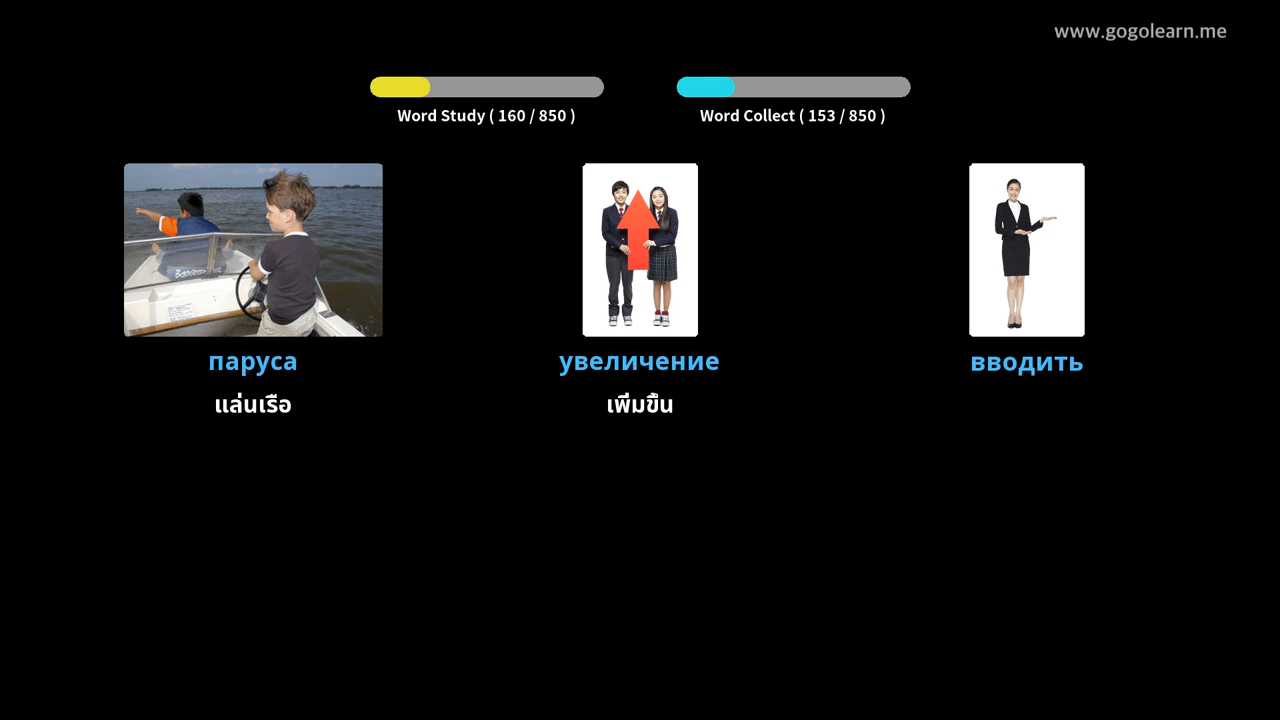 www.gogolearn.me
Word Study ( 160 / 850 )
Word Collect ( 153 / 850 )
паруса
увеличение
вводить
แล่นเรือ
เพิ่มขึ้น